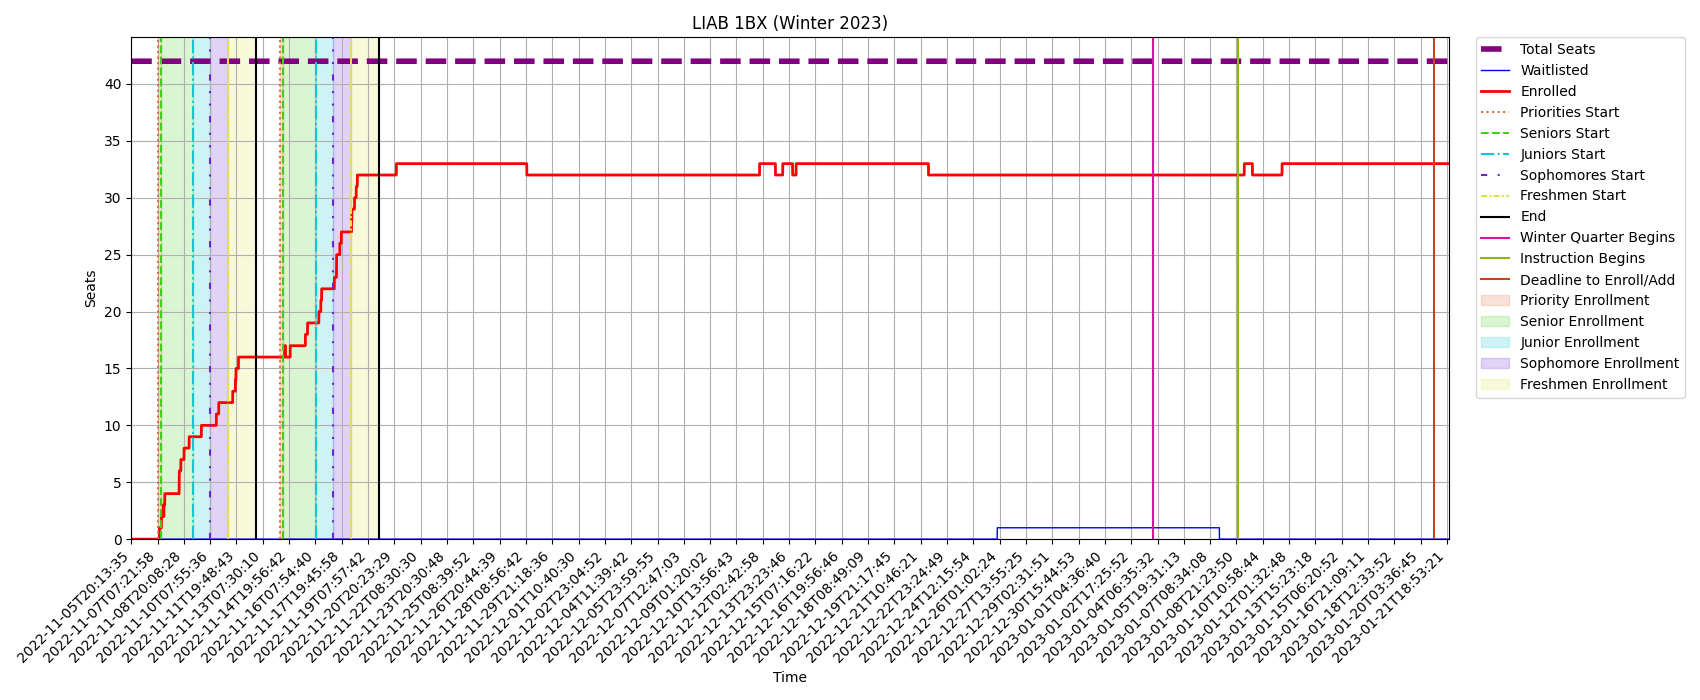 LIAB 1BX (Winter 2023)
Total Seats
Waitlisted
Enrolled
Priorities Start
Seniors Start
Juniors Start
Sophomores Start
Freshmen Start
End
Winter Quarter Begins
Instruction Begins
Deadline to Enroll/Add
Priority Enrollment
Senior Enrollment
Junior Enrollment
Sophomore Enrollment
Freshmen Enrollment
Seats
40
35
30
25
20
15
10
5
0
2022-11-05T20:13:35
2022-11-07T07:21:58
2022-11-08T20:08:28
2022-11-10T07:55:36
2022-11-11T19:48:43
2022-11-13T07:30:10
2022-11-14T19:56:42
2022-11-16T07:54:40
2022-11-17T19:45:58
2022-11-19T07:57:42
2022-11-20T20:23:29
2022-11-22T08:30:30
2022-11-23T20:30:48
2022-11-25T08:39:52
2022-11-26T20:44:39
2022-11-28T08:56:42
2022-11-29T21:18:36
2022-12-01T10:40:30
2022-12-02T23:04:52
2022-12-04T11:39:42
2022-12-05T23:59:55
2022-12-07T12:47:03
2022-12-09T01:20:02
2022-12-10T13:56:43
2022-12-12T02:42:58
2022-12-13T23:23:46
2022-12-15T07:16:22
2022-12-16T19:56:46
2022-12-18T08:49:09
2022-12-19T21:17:45
2022-12-21T10:46:21
2022-12-22T23:24:49
2022-12-24T12:15:54
2022-12-26T01:02:24
2022-12-27T13:55:25
2022-12-29T02:31:51
2022-12-30T15:44:53
2023-01-01T04:36:40
2023-01-02T17:25:52
2023-01-04T06:35:32
2023-01-05T19:31:13
2023-01-07T08:34:08
2023-01-08T21:23:50
2023-01-10T10:58:44
2023-01-12T01:32:48
2023-01-13T15:23:18
2023-01-15T06:20:52
2023-01-16T21:09:11
2023-01-18T12:33:52
2023-01-20T03:36:45
2023-01-21T18:53:21
Time